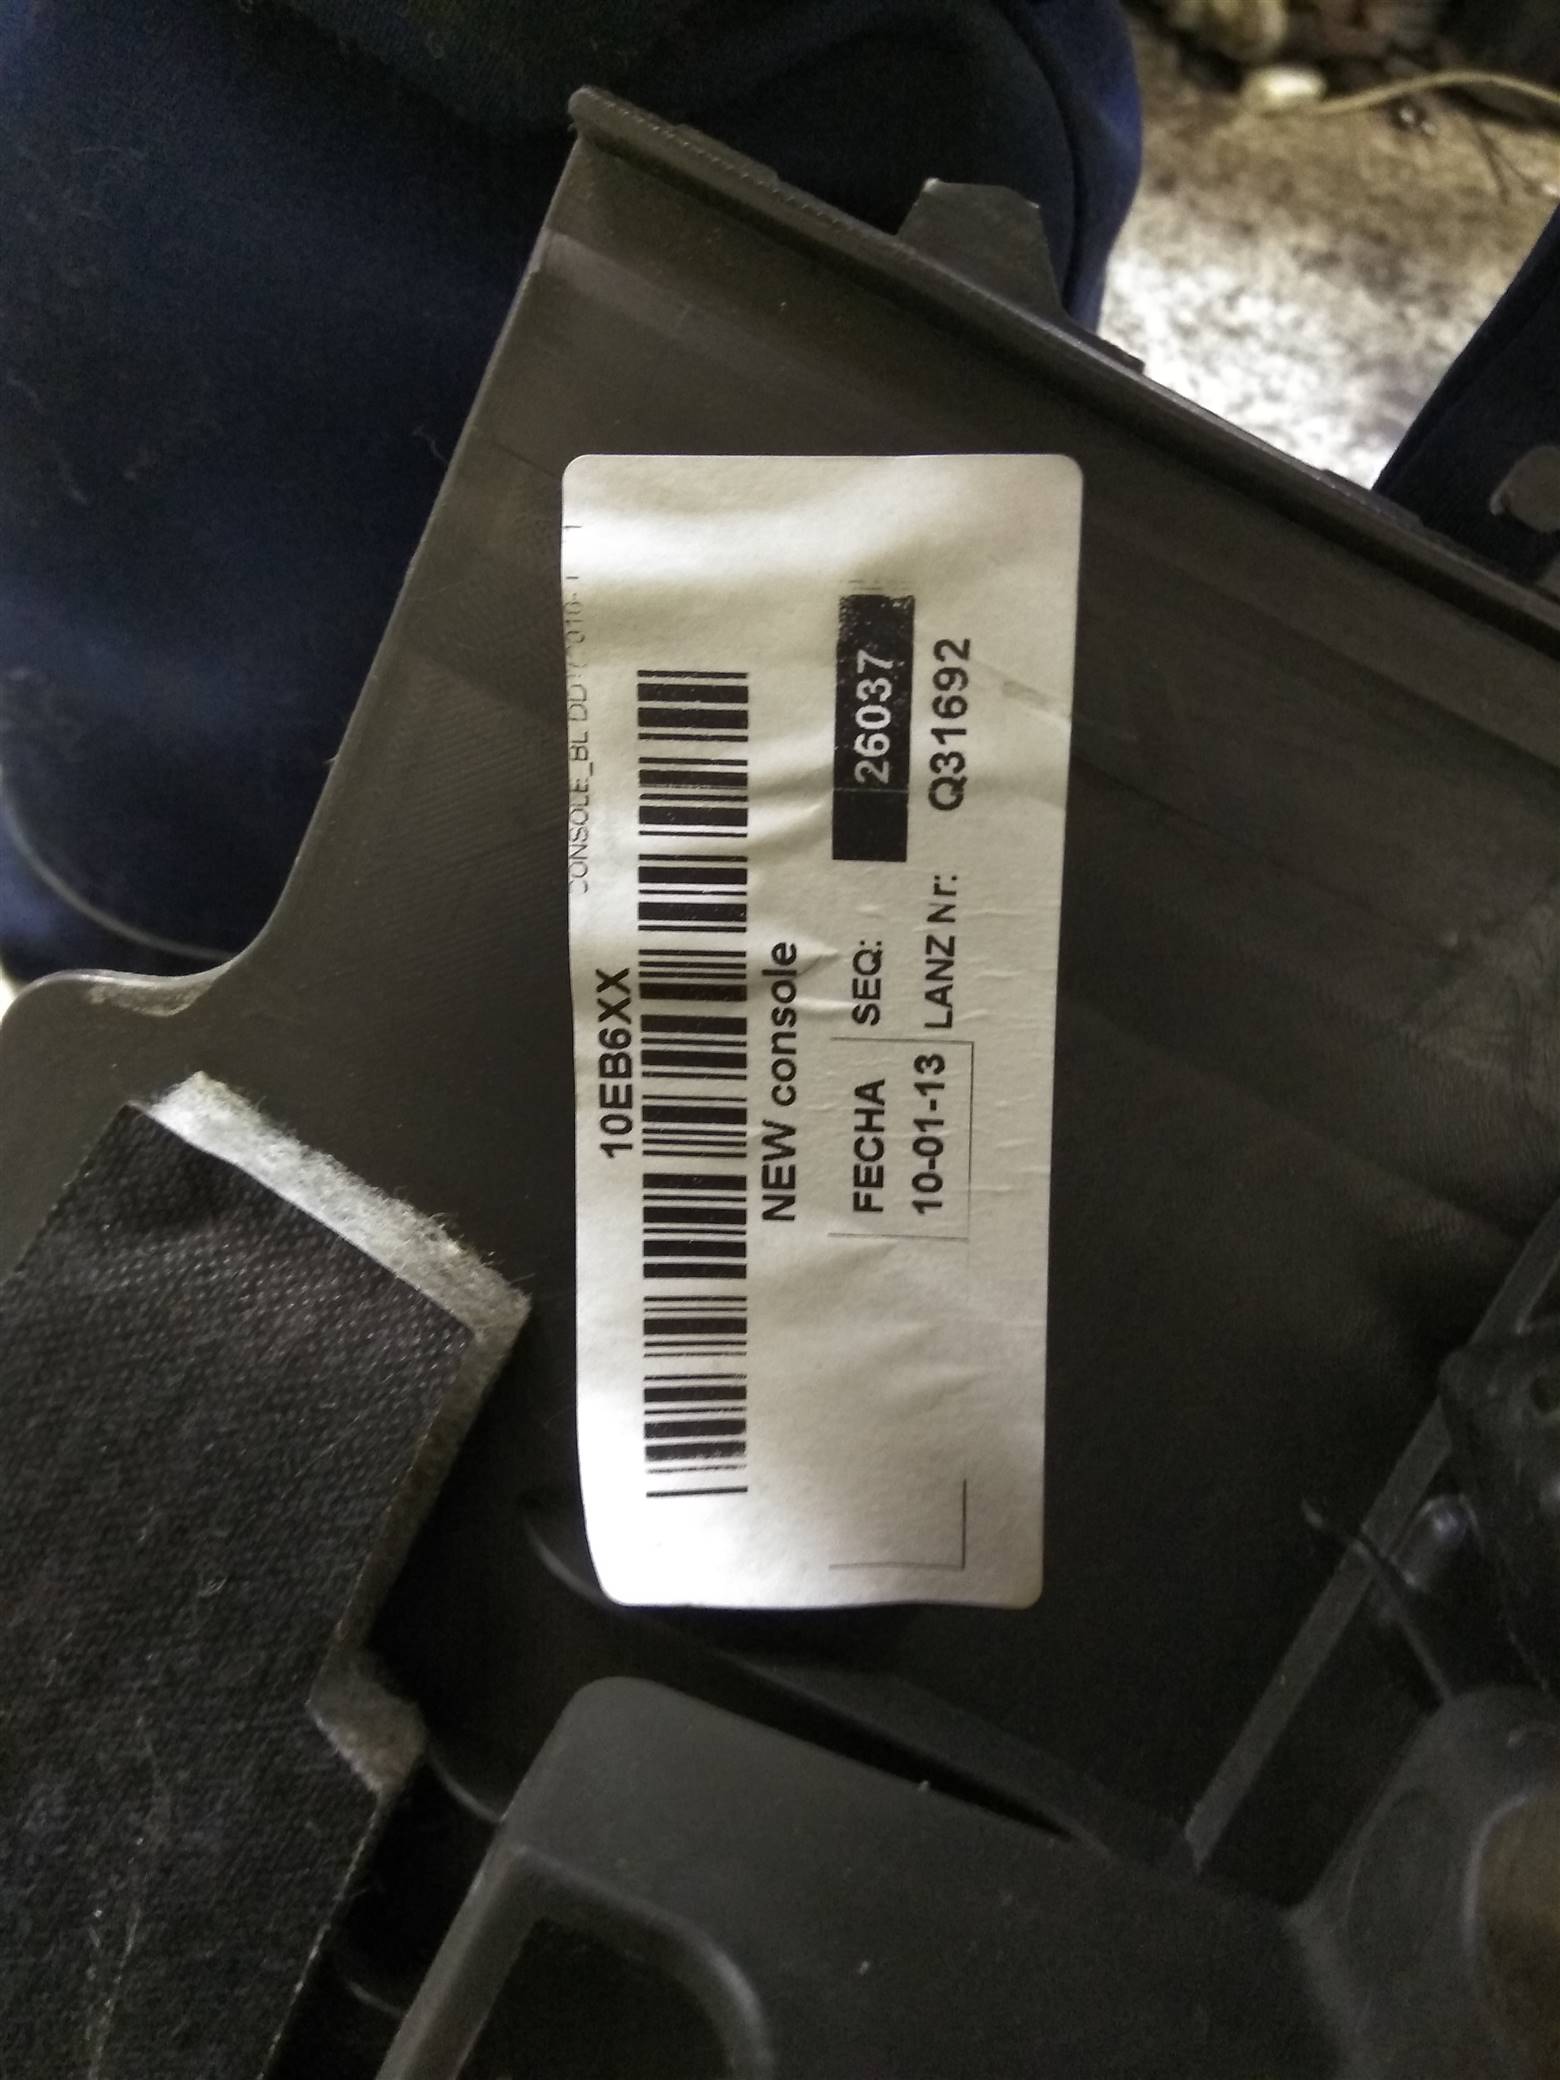 10EB6XX
NEW console
FECHA
10-01-13
SEQ: 26037
LANZ Nr: Q31692